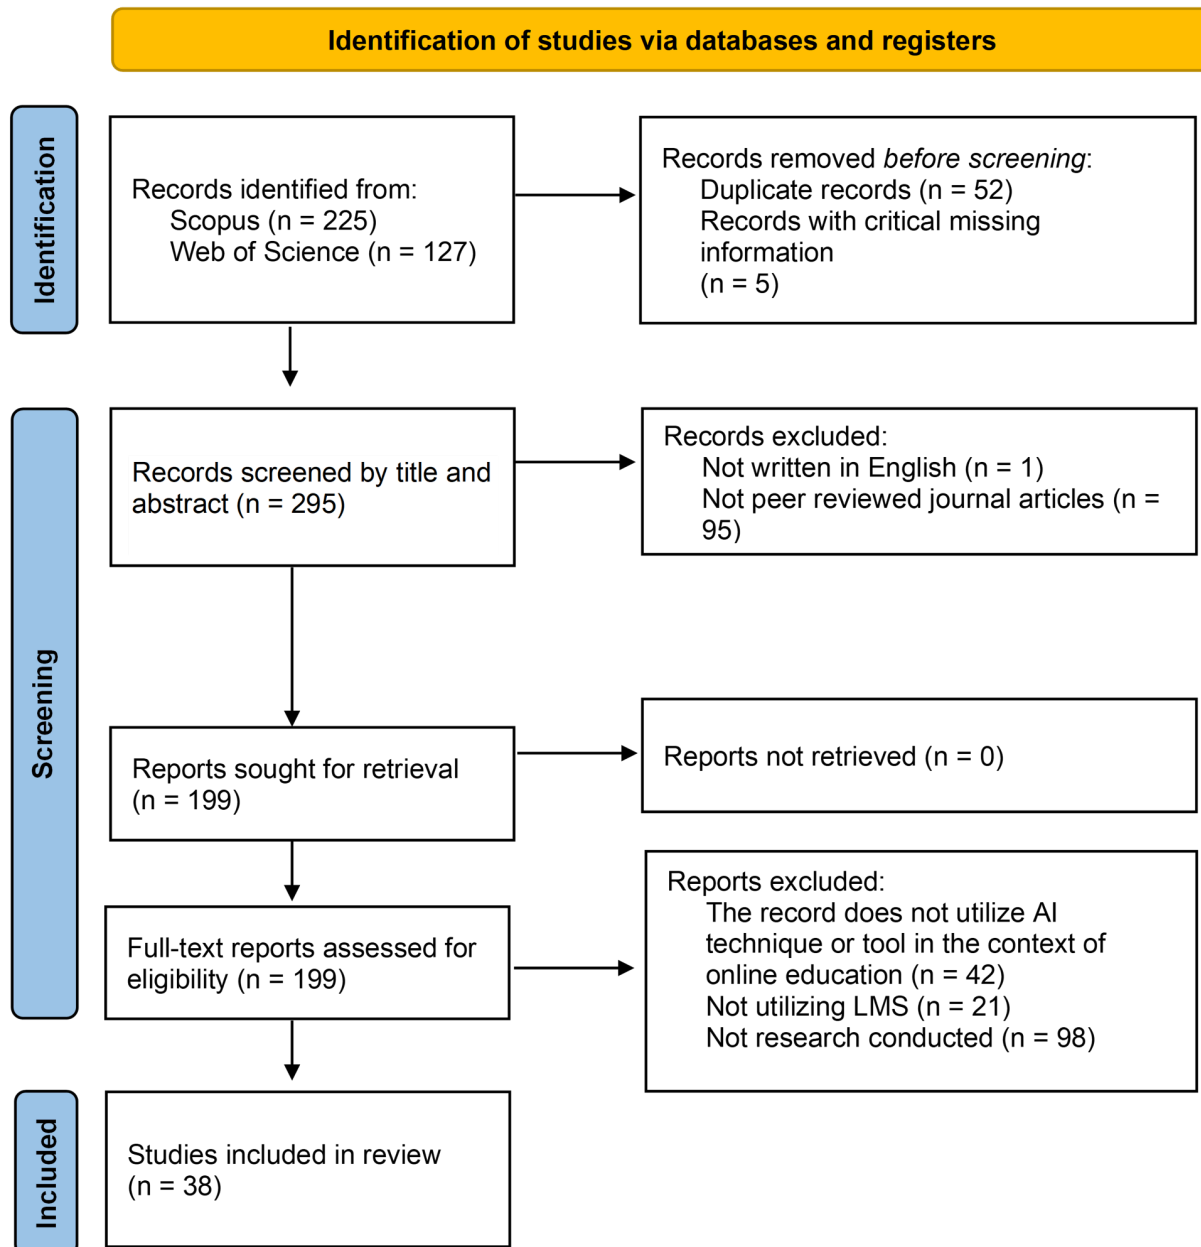 Identification of studies via databases and registers
Identification
Records identified from:
Scopus (n = 225)
Web of Science (n = 127)
Records removed before screening:
Duplicate records (n = 52)
Records with critical missing
information
(n = 5)
Screening
Records screened by title and
abstract (n = 295)
Records excluded:
Not written in English (n = 1)
Not peer reviewed journal articles (n =
95)
Reports sought for retrieval
(n = 199)
Reports not retrieved (n = 0)
Full-text reports assessed for
eligibility (n = 199)
Reports excluded:
The record does not utilize AI
technique or tool in the context of
online education (n = 42)
Not utilizing LMS (n = 21)
Not research conducted (n = 98)
Included
Studies included in review
(n = 38)